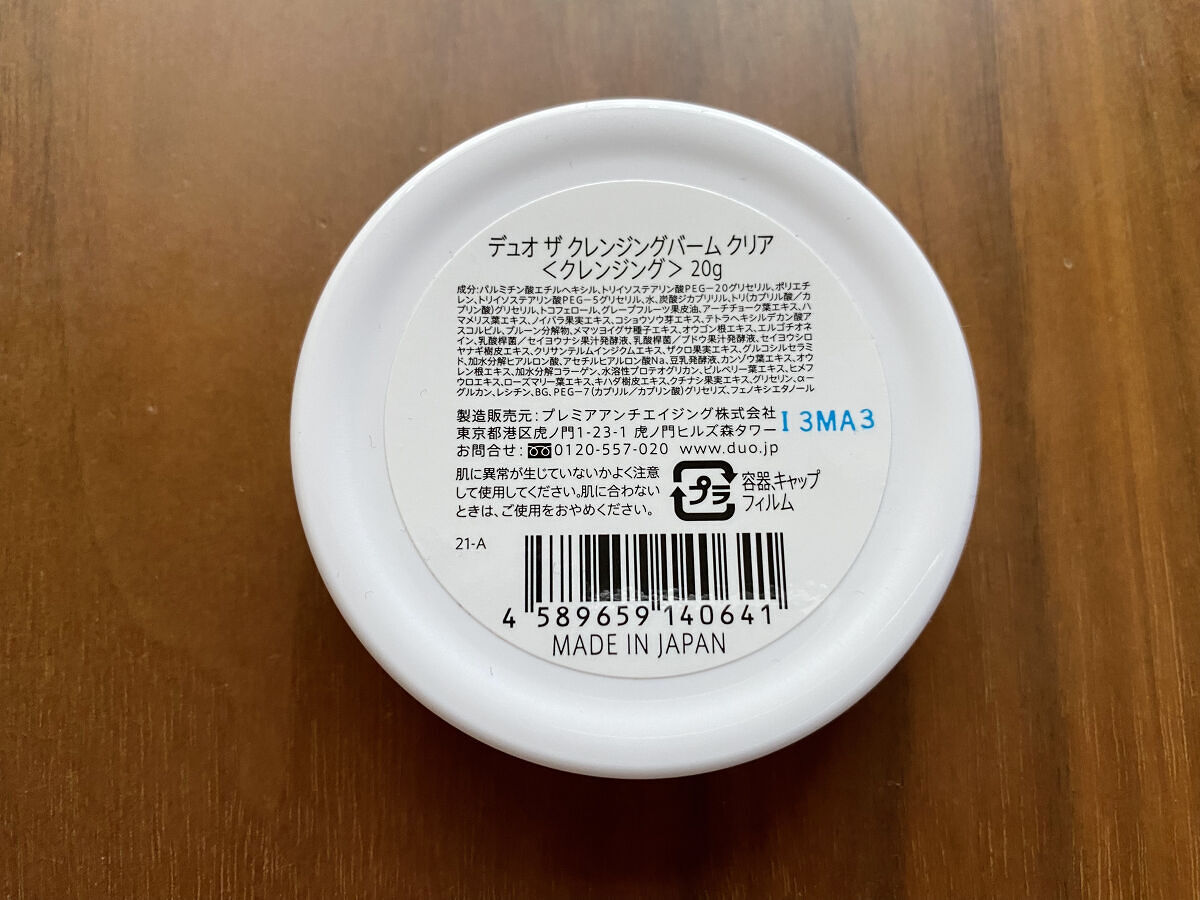 デュオ ザ クレンジングバーム クリア
＜クレンジング＞ 20g
成分:パルミチン酸エチルヘキシル、トリイソステアリン酸PEG-20グリセリル、ポリエチ
レン、トリイソステアリン酸PEG-5グリセリル、水、炭酸ジカプリリル、トリ(カプリル酸/カ
プリン酸)グリセリル、トコフェロール、グレープフルーツ果皮油、アーチチョーク葉エキス、ハ
マメリス葉エキス、ノイバラ果実エキス、コショウソウ芽エキス、テトラヘキシルデカン酸ア
スコルビル、プルーン分解物、メマツヨイグサ種子エキス、オウゴン根エキス、エルゴチオネ
イン、乳酸桿菌/セイヨウナシ果汁発酵液、乳酸桿菌/ブドウ果汁発酵液、セイヨウシロ
ヤナギ樹皮エキス、クリサンテルムインジクムエキス、ザクロ果実エキス、グルコシルセラミ
ド、加水分解ヒアルロン酸、アセチルヒアルロン酸Na、豆乳発酵液、カンゾウ葉エキス、オウ
レン根エキス、加水分解コラーゲン、水溶性プロテオグリカン、ビルベリー葉エキス、ヒメフ
ウロエキス、ローズマリー葉エキス、キハダ樹皮エキス、クチナシ果実エキス、グリセリン、α-
グルカン、レシチン、BG、PEG-7(カプリル/カプリン酸)グリセリズ、フェノキシエタノール
製造販売元:プレミアアンチエイジング株式会社
I 3MA3
東京都港区虎ノ門1-23-1 虎ノ門ヒルズ森タワー
お問合せ:0120-557-020 www.duo.jp
肌に異常が生じていないかよく注意
して使用してください。肌に合わない
ときは、ご使用をおやめください。
プラ
容器、キャップ
フィルム
21-A
4 589659 140641
MADE IN JAPAN